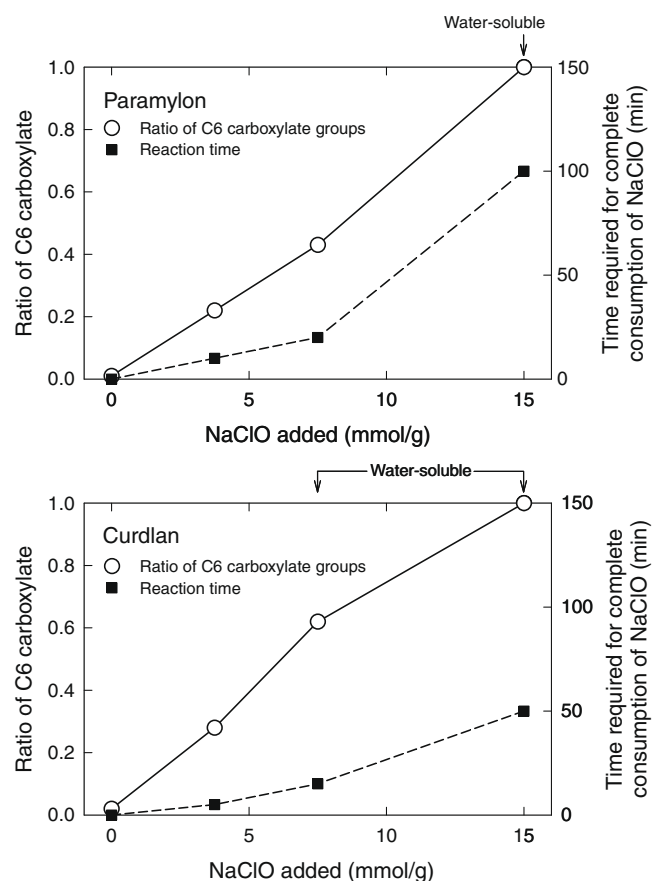 Water-soluble
1.0
0.8
0.6
0.4
0.2
0.0
150
100
50
0
Paramylon
Ratio of C6 carboxylate groups
Reaction time
Ratio of C6 carboxylate
Time required for complete
consumption of NaClO (min)
0
5
10
15
NaClO added (mmol/g)
Water-soluble
1.0
0.8
0.6
0.4
0.2
0.0
150
100
50
0
Curdlan
Ratio of C6 carboxylate groups
Reaction time
Ratio of C6 carboxylate
Time required for complete
consumption of NaClO (min)
0
5
10
15
NaClO added (mmol/g)